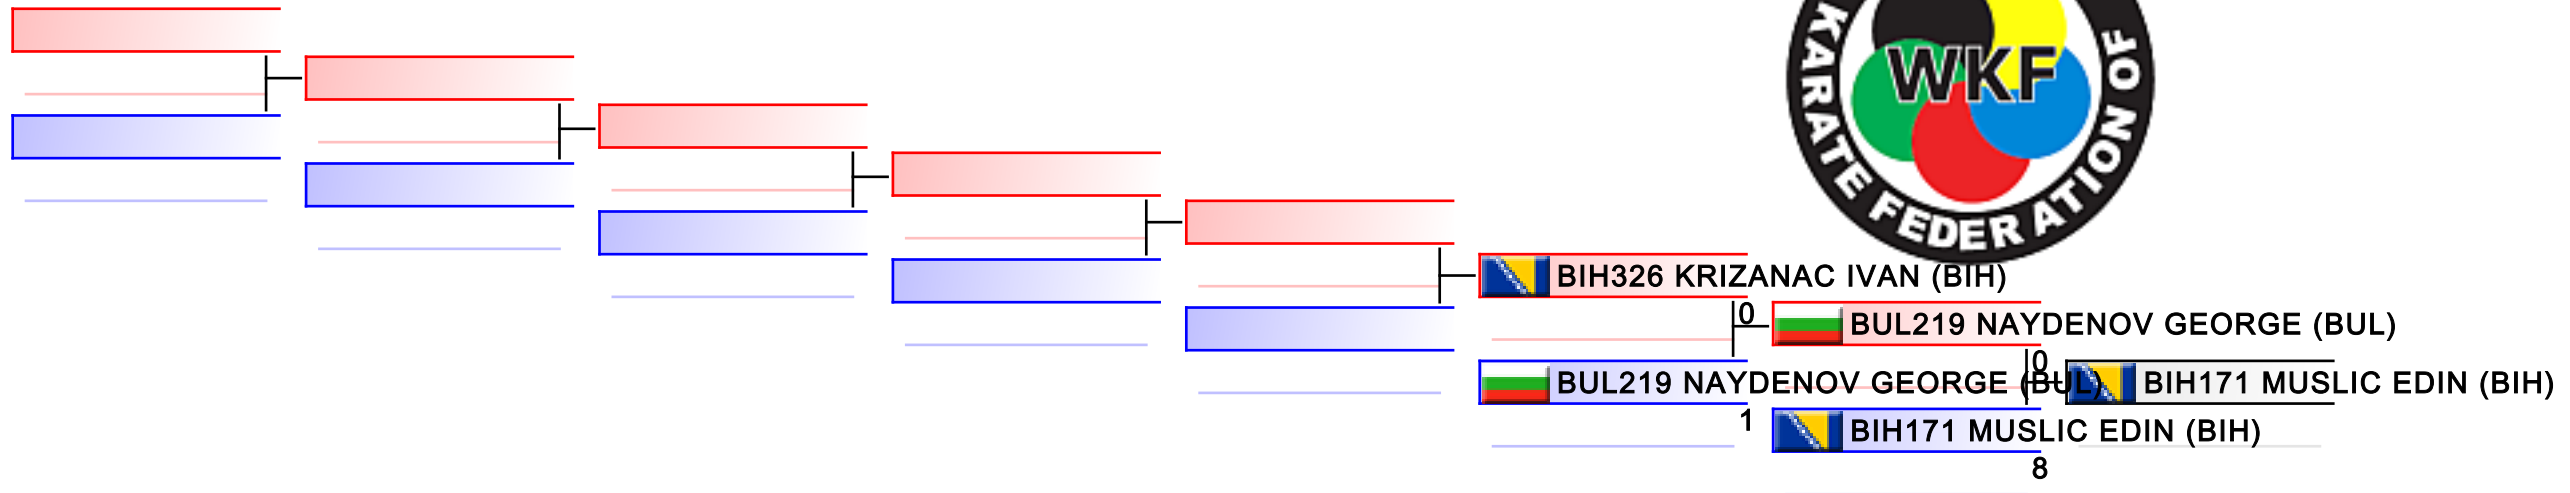 WKF
KARATE FEDERATION OF
BIH326 KRIZANAC IVAN (BIH)
0
BUL219 NAYDENOV GEORGE (BUL)
0
BUL219 NAYDENOV GEORGE (BUL)
BIH171 MUSLIC EDIN (BIH)
1
BIH171 MUSLIC EDIN (BIH)
8